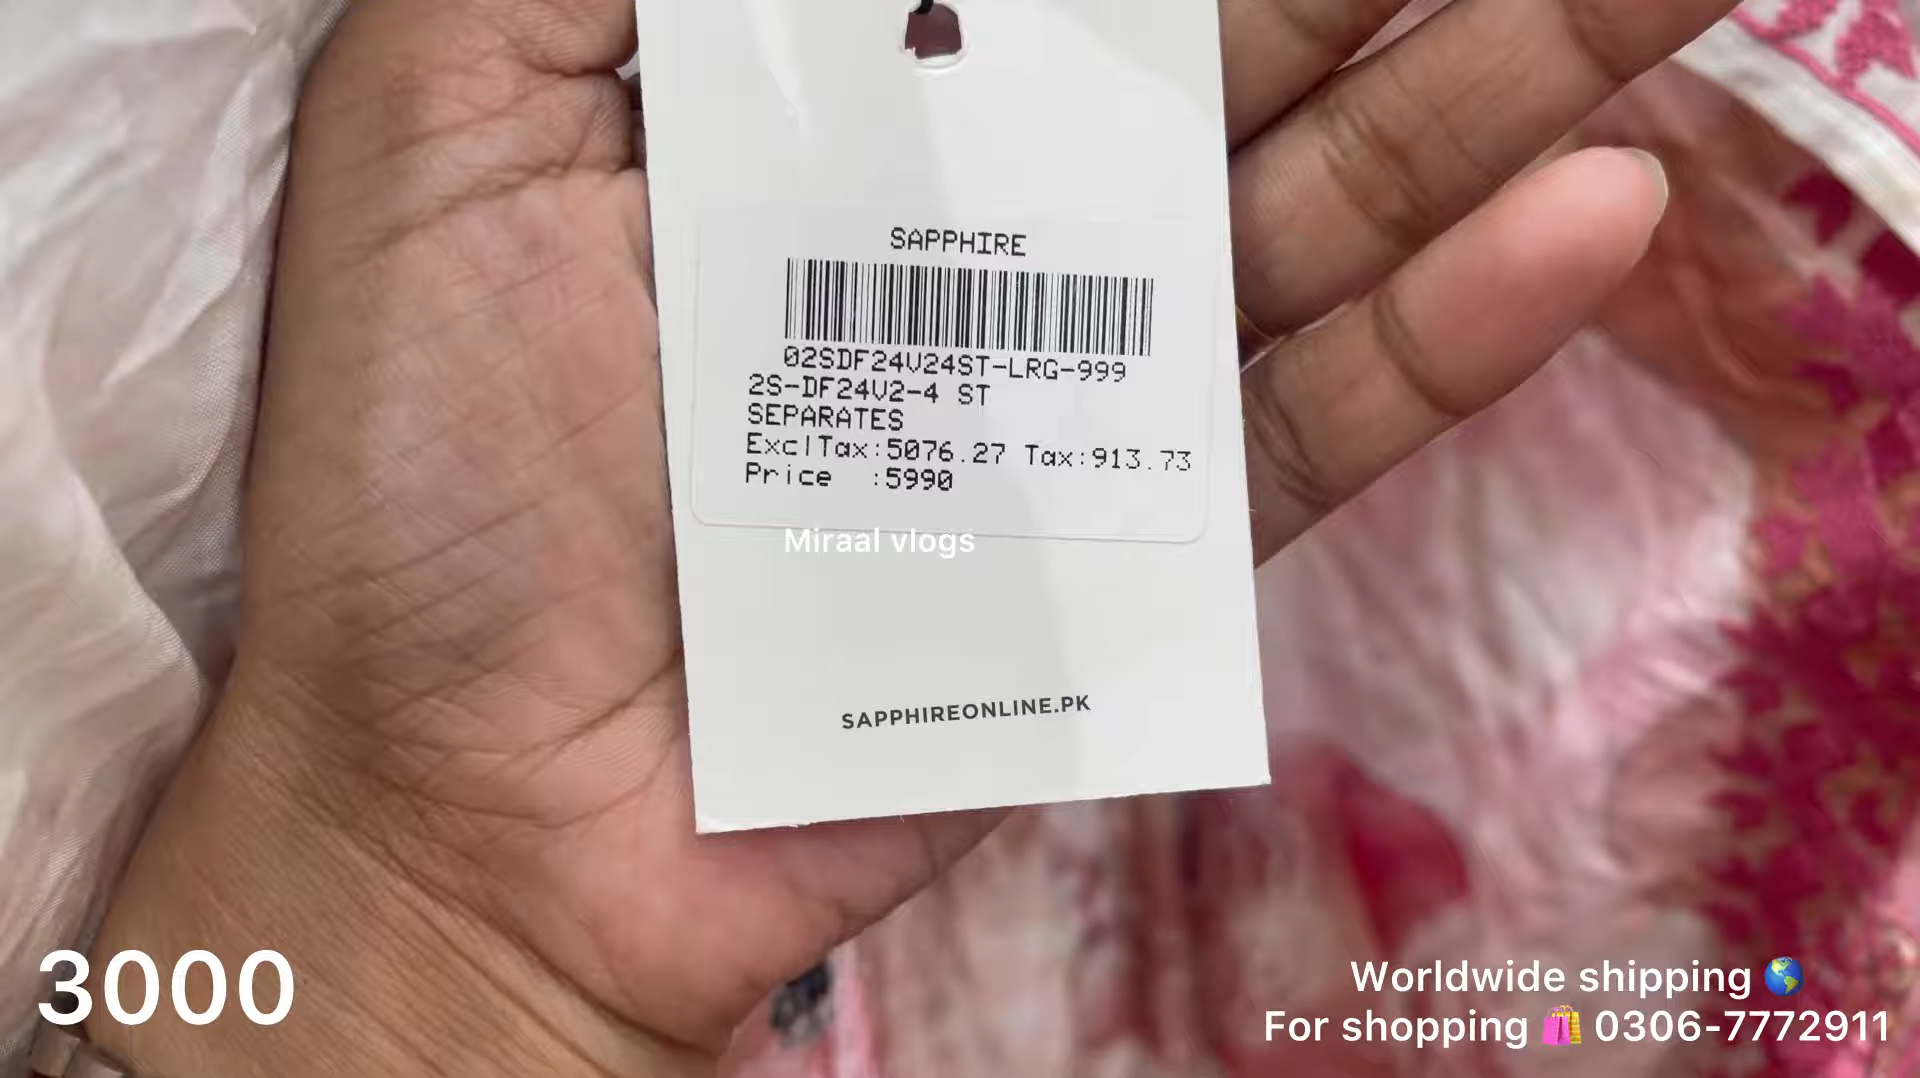 SAPPHIRE
02SDF24V24ST-LRG-999
2S-DF24V2-4 ST
SEPARATES
ExclTax:5076.27 Tax:913.73
Price :5990
Miraal vlogs
SAPPHIREONLINE.PK
3000
Worldwide shipping 🌎
For shopping 🛍️ 0306-7772911